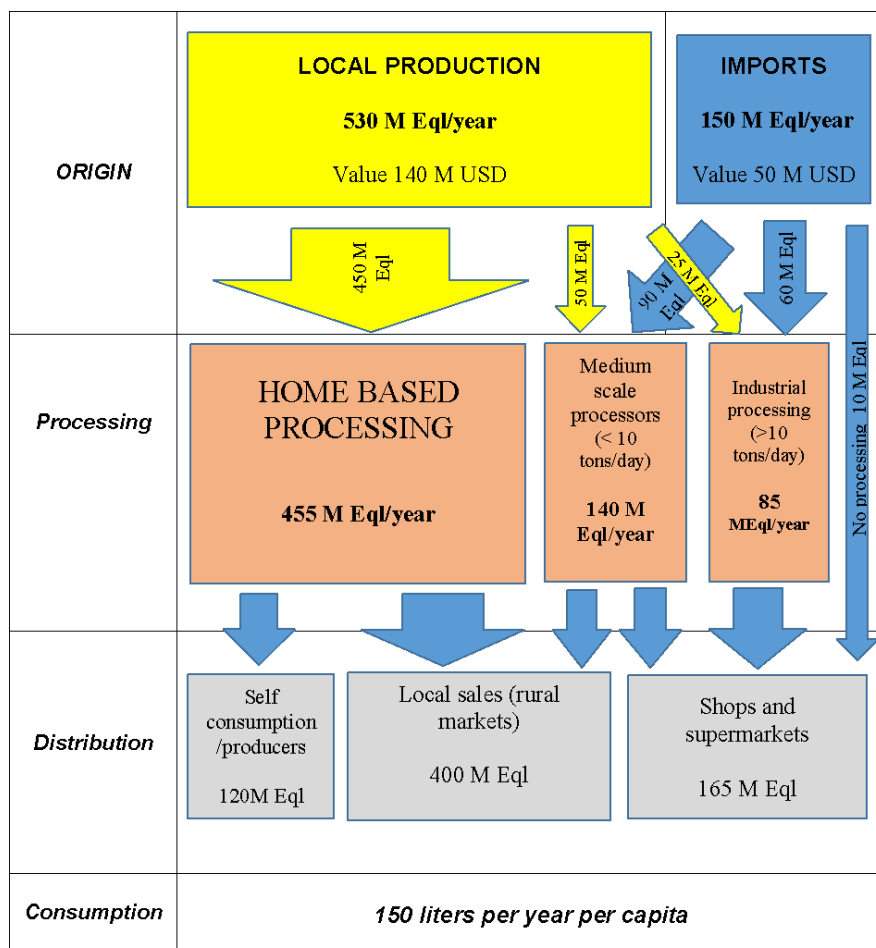 ORIGIN
LOCAL PRODUCTION
530 M Eql/year
Value 140 M USD
IMPORTS
150 M Eql/year
Value 50 M USD
450 M
Eql
50 M Eql
90 M
Eql
25 M Eql
60 M Eql
No processing 10 M Eql
Processing
HOME BASED
PROCESSING
455 M Eql/year
Medium
scale
processors
(< 10
tons/day)
140 M
Eql/year
Industrial
processing
(>10
tons/day)
85
MEql/year
Distribution
Self
consumption
/producers
120M Eql
Local sales (rural
markets)
400 M Eql
Shops and
supermarkets
165 M Eql
Consumption
150 liters per year per capita